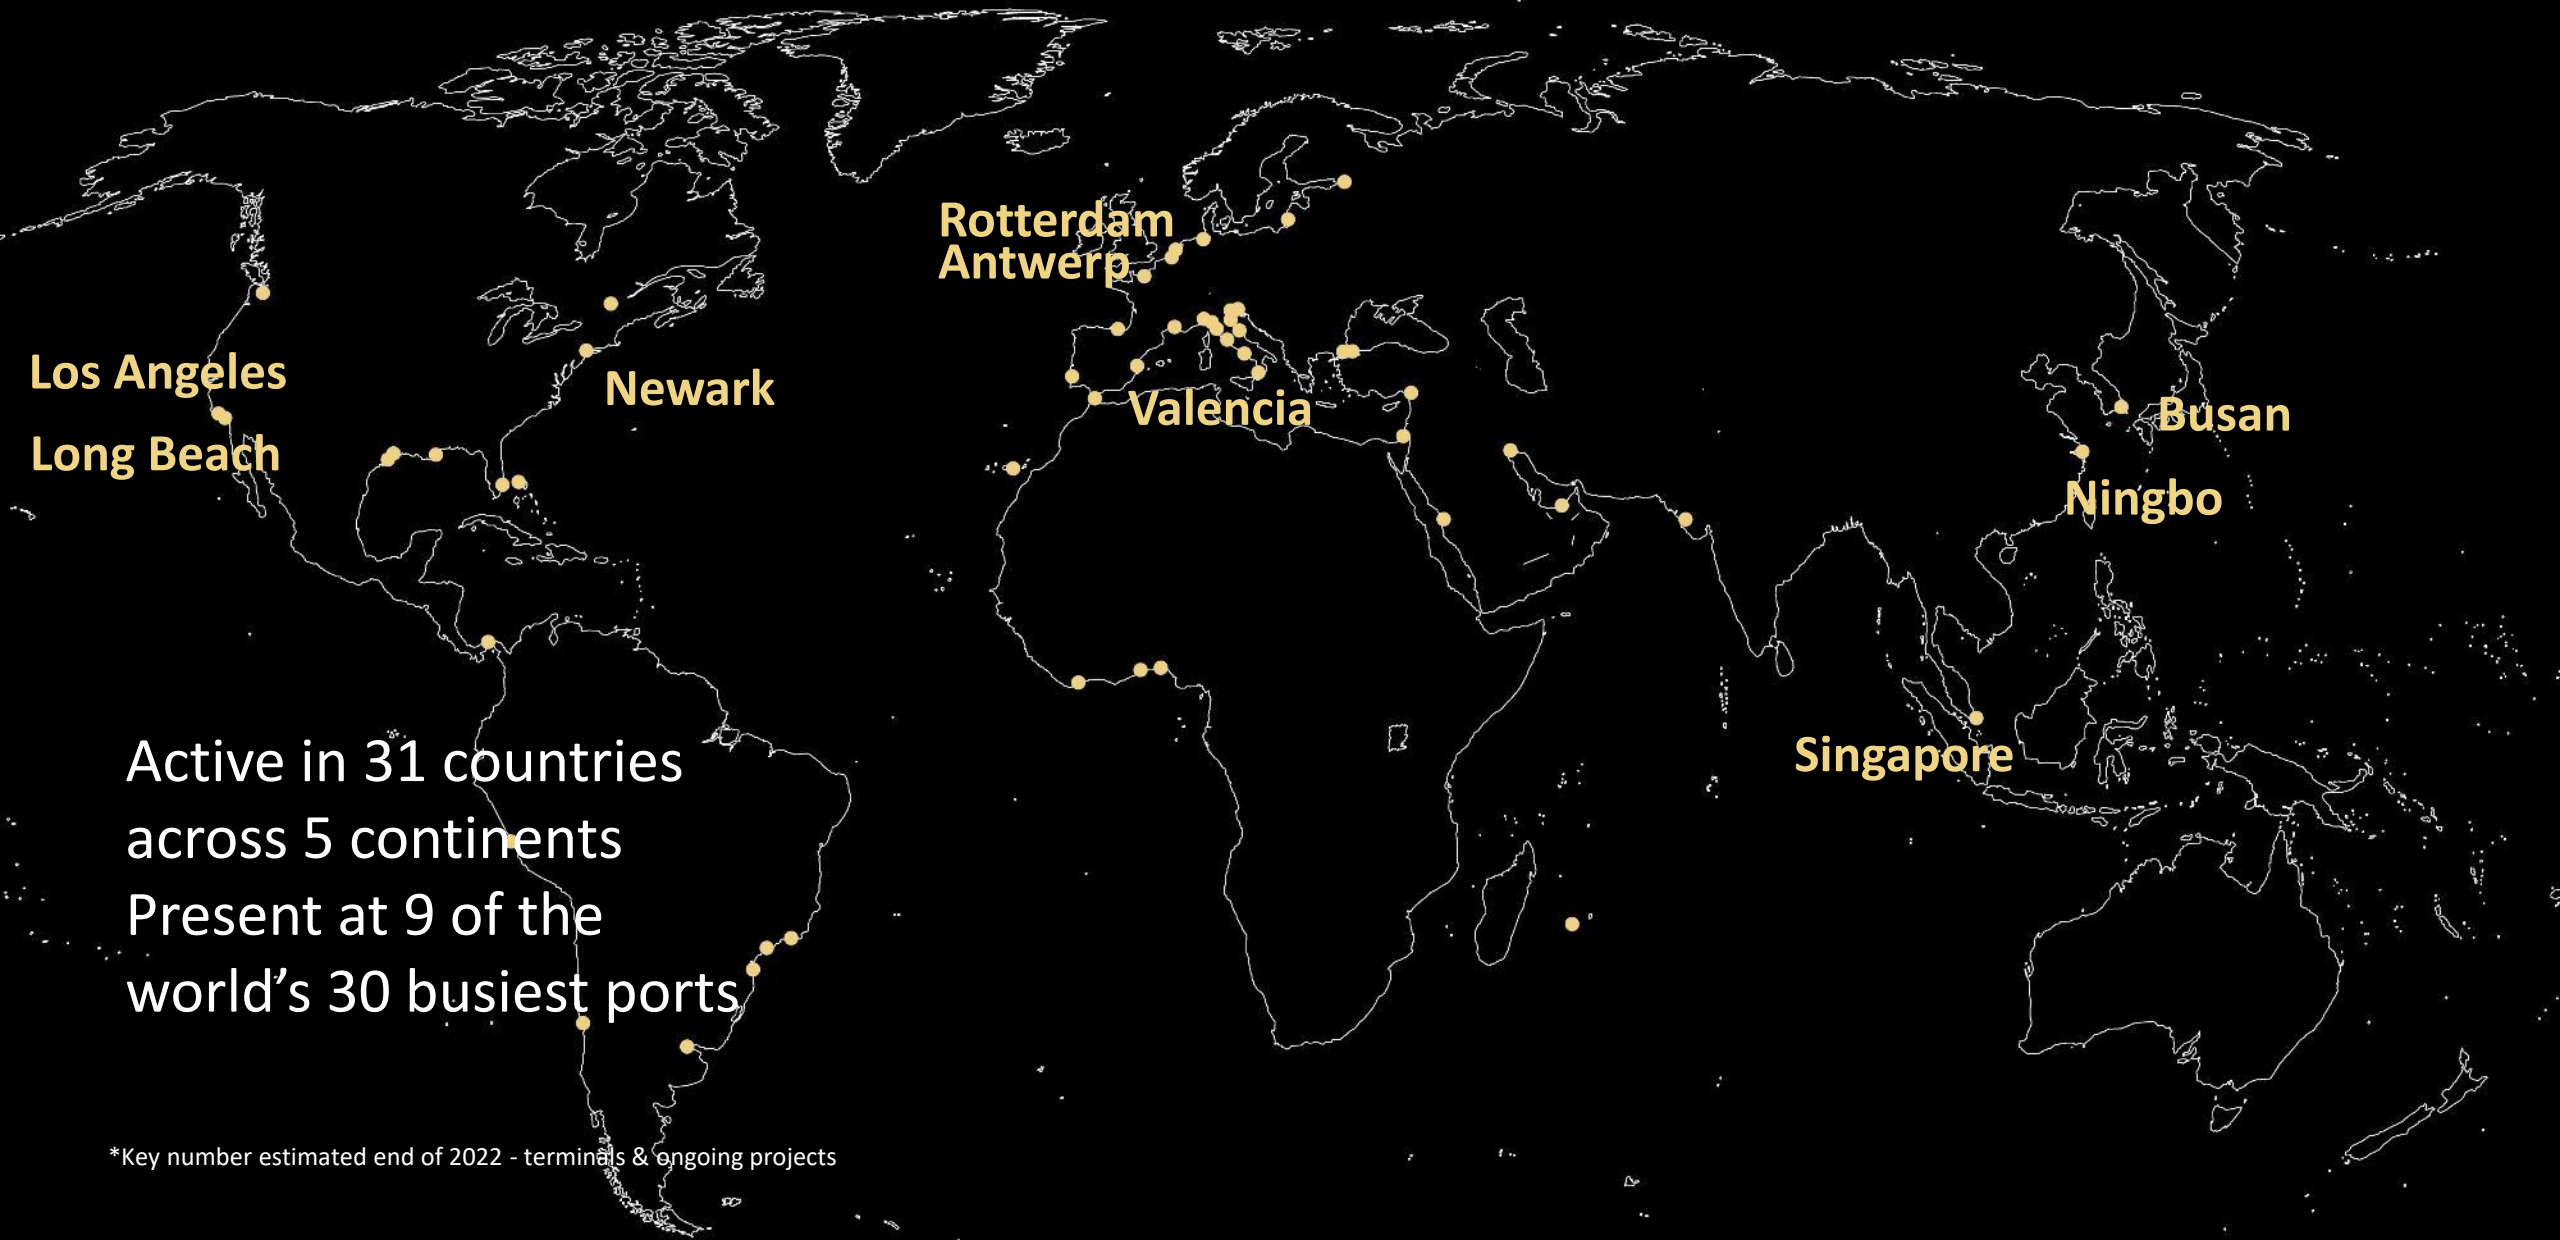 Rotterdam
Antwerp
Los Angeles
Newark
Long Beach
Valencia
Busan
Ningbo
Singapore
Active in 31 countries
across 5 continents
Present at 9 of the
world’s 30 busiest ports
*Key number estimated end of 2022 - terminals & ongoing projects